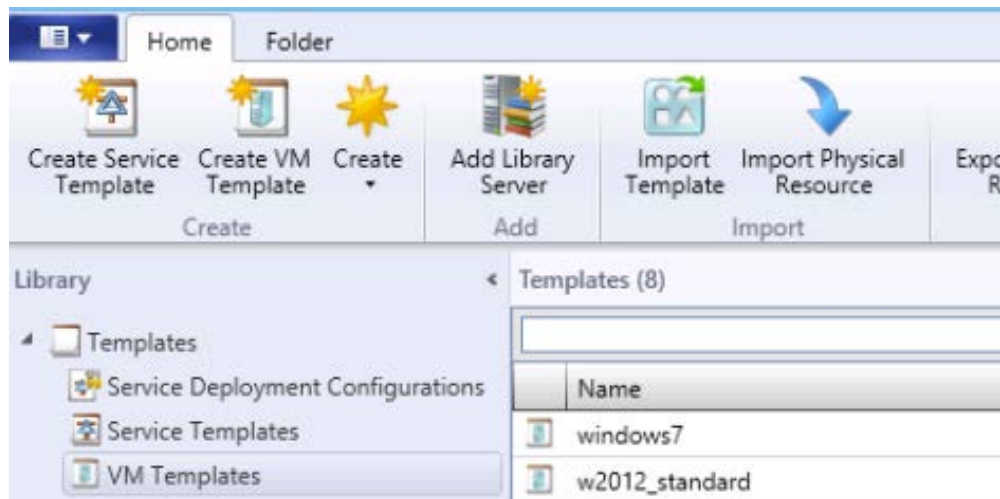 Home Folder
Create Service Create VM Create Add Library Import Import Physical
Template Template Server Template Resource
Create Add Import
Library Templates (8)
Templates
Service Deployment Configurations Name
Service Templates windows7
VM Templates w2012_standard